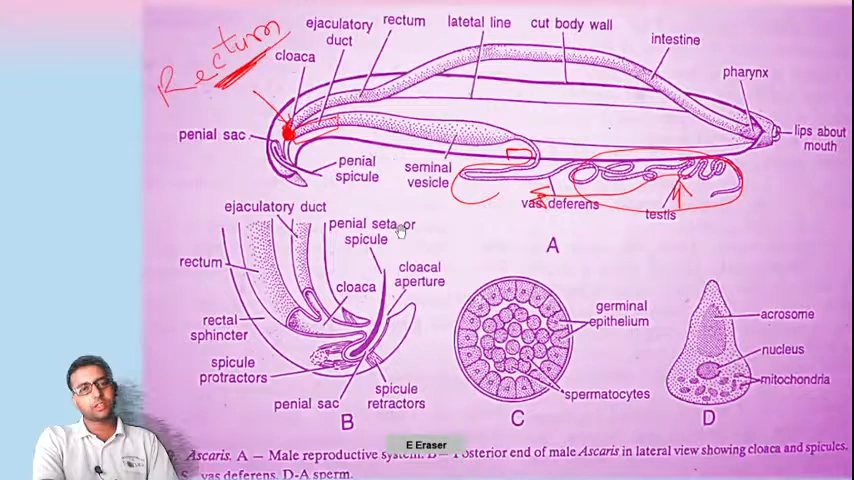 Rectum
cloaca
ejaculatory
duct
rectum
latetal line
cut body wall
intestine
pharynx
lips about
mouth
penial sac
penial
spicule
seminal
vesicle
vas deferens
testis
A
ejaculatory duct
penial seta or
spicule
rectum
cloaca
cloacal
aperture
rectal
sphincter
spicule
protractors
penial sac
spicule
retractors
B
germinal
epithelium
spermatocytes
C
acrosome
nucleus
mitochondria
D
E Eraser
Ascaris. A — Male reproductive system. B— Posterior end of male Ascaris in lateral view showing cloaca and spicules,
vas deferens. D-A sperm.